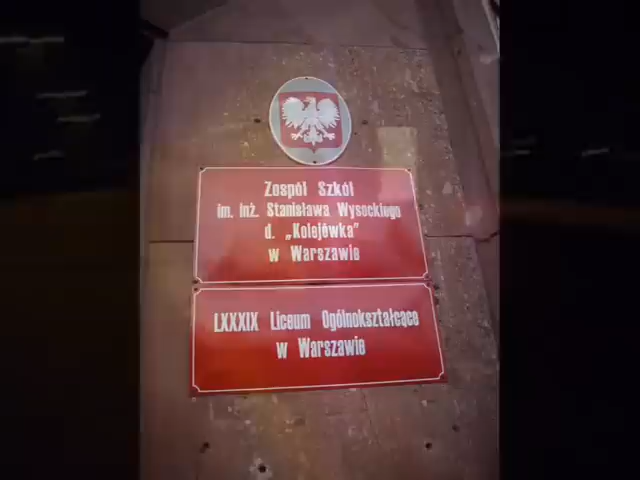 Zespół Szkół
im. inż. Stanisława Wysockiego
d. „Kolejówka”
w Warszawie
LXXXIX Liceum Ogólnokształcące
w Warszawie